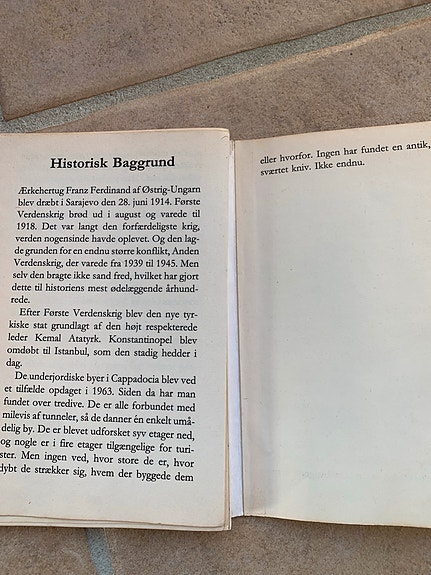 Historisk Baggrund
Ærkehertug Franz Ferdinand af Østrig-Ungarn
blev dræbt i Sarajevo den 28. juni 1914. Første
Verdenskrig brød ud i august og varede til
1918. Det var langt den forfærdeligste krig,
verden nogensinde havde oplevet. Og den lag-
de grunden for en endnu større konflikt, Anden
Verdenskrig, der varede fra 1939 til 1945. Men
selv den bragte ikke sand fred, hvilket har gjort
dette til historiens mest ødelæggende århund-
rede.
Efter Første Verdenskrig blev den nye tyr-
kiske stat grundlagt af den højt respekterede
leder Kemal Atatyrk. Konstantinopel blev
omdøbt til Istanbul, som den stadig hedder i
dag.
De underjordiske byer i Cappadocia blev ved
et tilfælde opdaget i 1963. Siden da har man
fundet over tredive. De er alle forbundet med
milevis af tunneler, så de danner én enkelt umå-
delig by. De er blevet udforsket syv etager ned,
og nogle er i fire etager tilgængelige for turi-
ster. Men ingen ved, hvor store de er, hvor
dybt de strækker sig, hvem der byggede dem
eller hvorfor. Ingen har fundet en antik,
sværtet kniv. Ikke endnu.